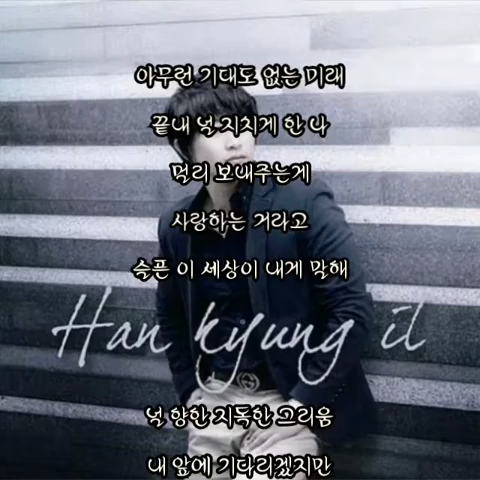 아무런 기대도 없는 미래
끝내 널 지치게 한 나
멀리 보내주는게
사랑하는 거라고
슬픈 이 세상이 내게 말해
Han kyung il
널 향한 지독한 그리움
내 앞에 기다리겠지만